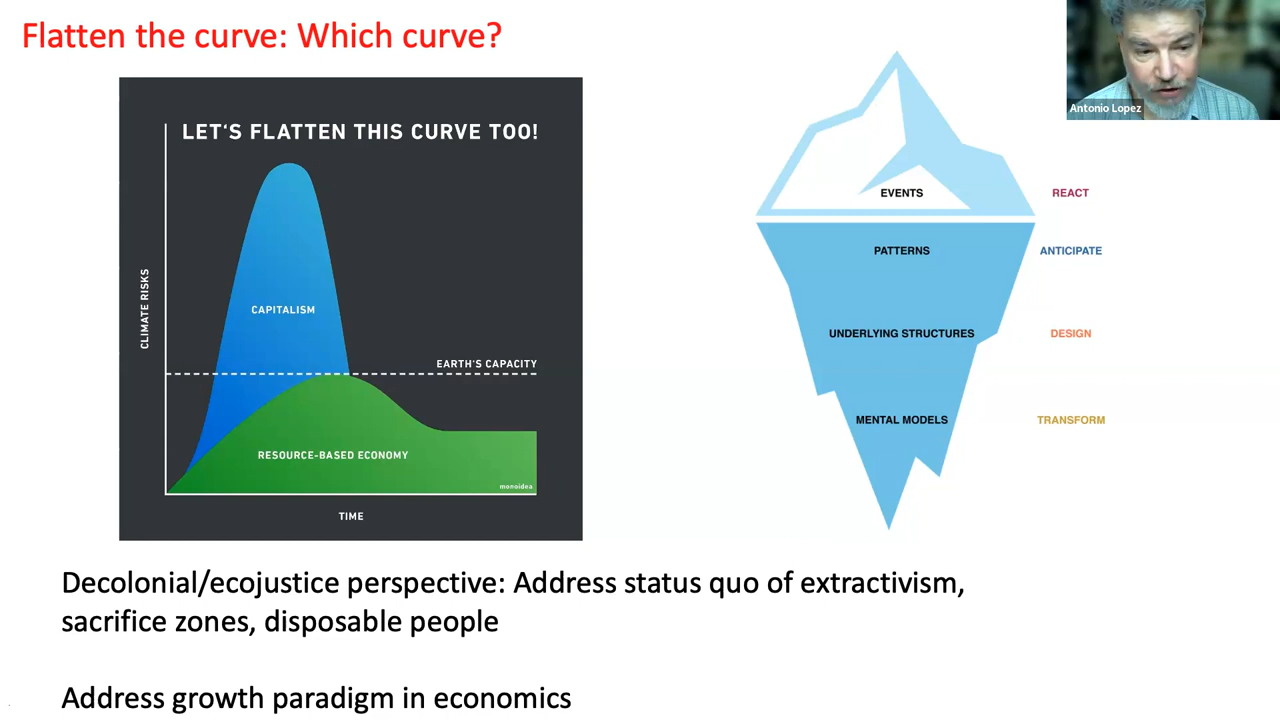 Flatten the curve: Which curve?
Antonio Lopez
LET'S FLATTEN THIS CURVE TOO!
CLIMATE RISKS
CAPITALISM
EARTH'S CAPACITY
RESOURCE-BASED ECONOMY
monoidea
TIME
EVENTS
REACT
PATTERNS
ANTICIPATE
UNDERLYING STRUCTURES
DESIGN
MENTAL MODELS
TRANSFORM
Decolonial/ecojustice perspective: Address status quo of extractivism,
sacrifice zones, disposable people
Address growth paradigm in economics